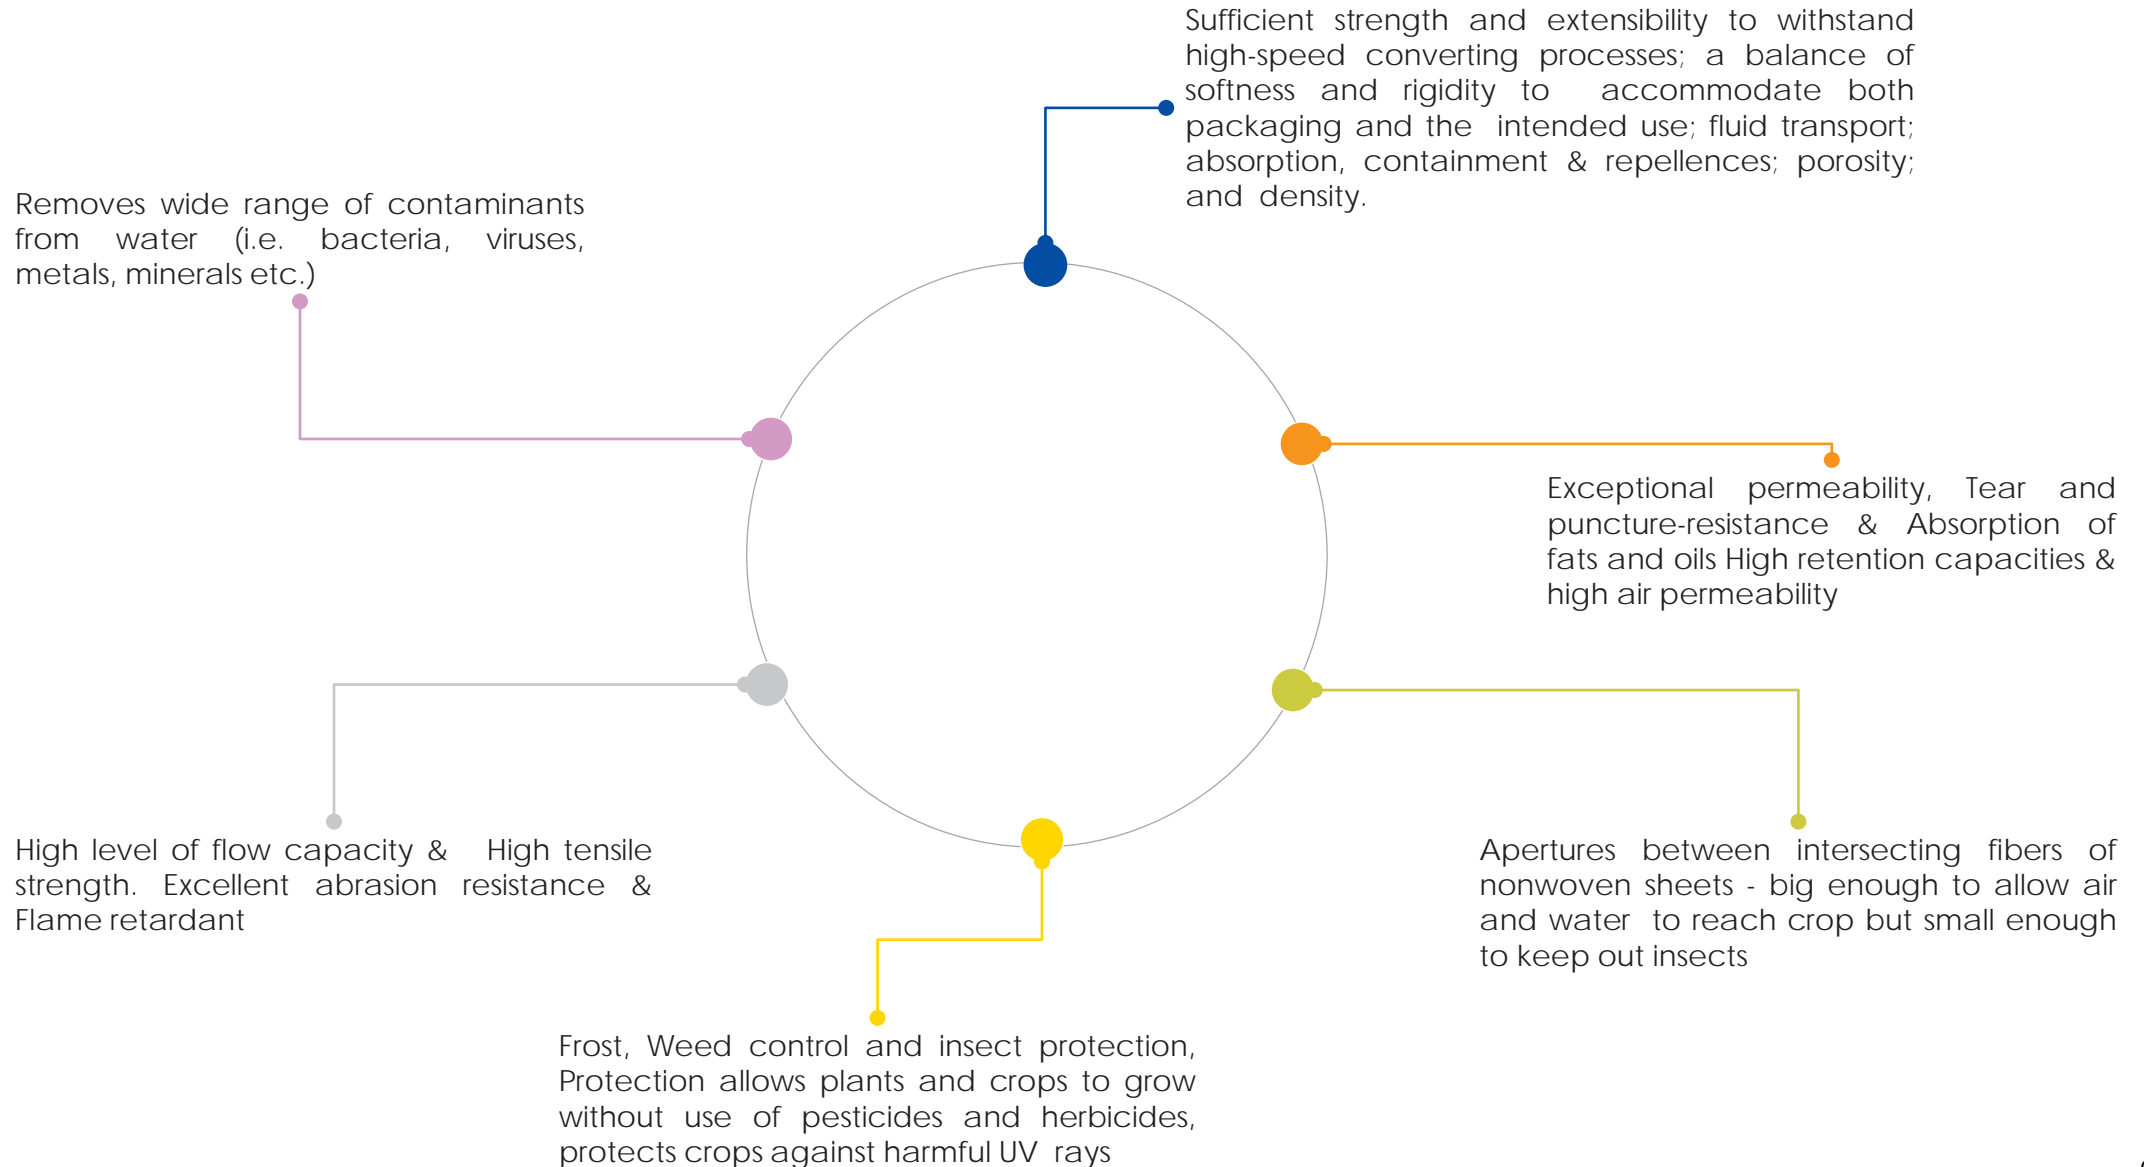 Sufficient strength and extensibility to withstand
high-speed converting processes; a balance of
softness and rigidity to accommodate both
packaging and the intended use; fluid transport;
absorption, containment & repellences; porosity;
and density.
Removes wide range of contaminants
from water (i.e. bacteria, viruses,
metals, minerals etc.)
Exceptional permeability, Tear and
puncture-resistance & Absorption of
fats and oils High retention capacities &
high air permeability
High level of flow capacity & High tensile
strength. Excellent abrasion resistance &
Flame retardant
Apertures between intersecting fibers of
nonwoven sheets - big enough to allow air
and water to reach crop but small enough
to keep out insects
Frost, Weed control and insect protection,
Protection allows plants and crops to grow
without use of pesticides and herbicides,
protects crops against harmful UV rays